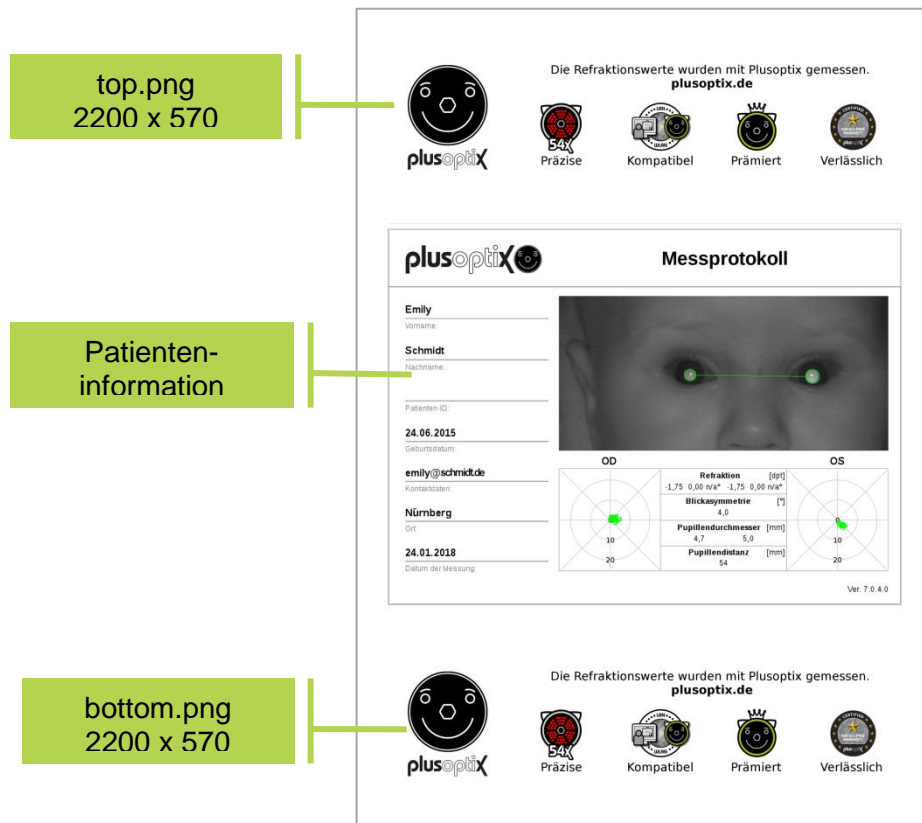 top.png
2200 x 570
Die Refraktionswerte wurden mit Plusoptix gemessen.
plusoptix.de
plusoptiX
54x
Präzise
Kompatibel
Prämiert
Verlässlich
plusoptiX
Messprotokoll
Emily
Vorname:
Schmidt
Nachname:
Patienten-ID:
24.06.2015
Geburtsdatum:
emily@schmidt.de
Kontaktdaten:
Nürnberg
Ort:
24.01.2018
Datum der Messung:
Patienten-
information
OD
OS
Refraktion [dpt]
-1,75 0,00 n/a° -1,75 0,00 n/a°
Blickasymmetrie [°]
4,0
Pupillendurchmesser [mm]
4,7 5,0
Pupillendistanz [mm]
54
10
20
0
10
20
Ver. 7.0.4.0
bottom.png
2200 x 570
Die Refraktionswerte wurden mit Plusoptix gemessen.
plusoptix.de
plusoptiX
54x
Präzise
Kompatibel
Prämiert
Verlässlich